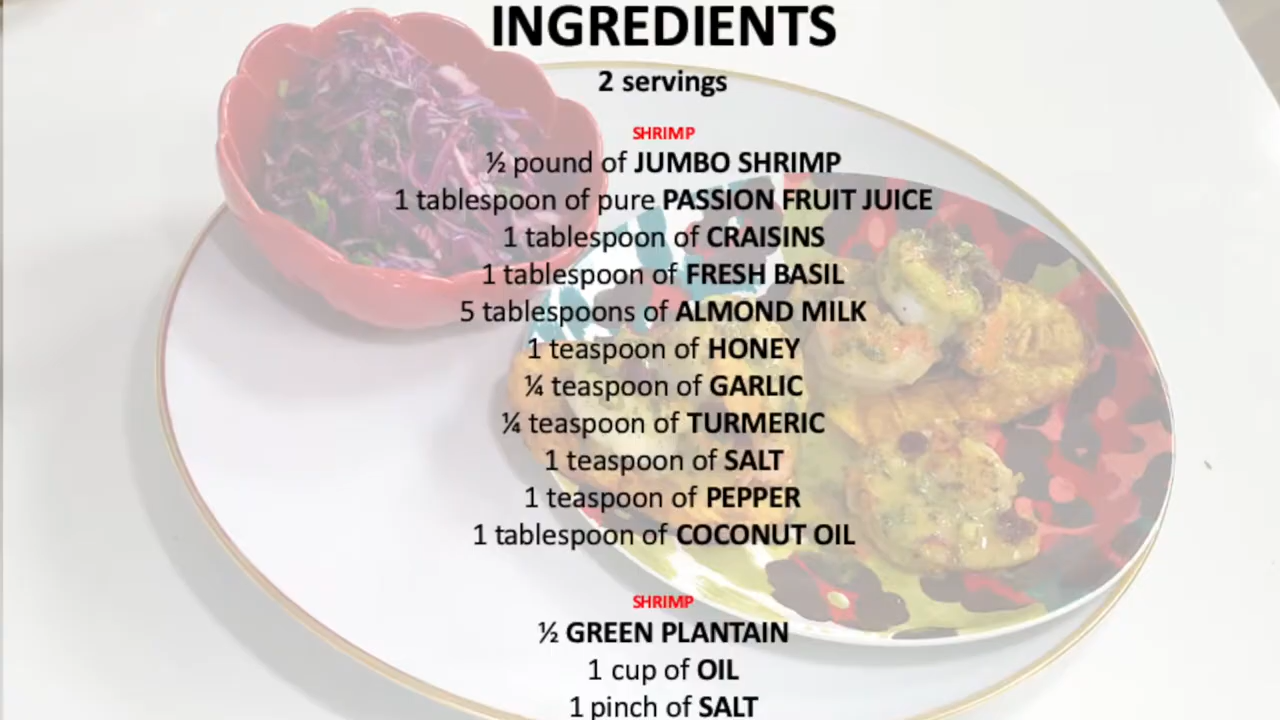 INGREDIENTS
2 servings
SHRIMP
½ pound of JUMBO SHRIMP
1 tablespoon of pure PASSION FRUIT JUICE
1 tablespoon of CRAISINS
1 tablespoon of FRESH BASIL
5 tablespoons of ALMOND MILK
1 teaspoon of HONEY
¼ teaspoon of GARLIC
¼ teaspoon of TURMERIC
1 teaspoon of SALT
1 teaspoon of PEPPER
1 tablespoon of COCONUT OIL
SHRIMP
½ GREEN PLANTAIN
1 cup of OIL
1 pinch of SALT